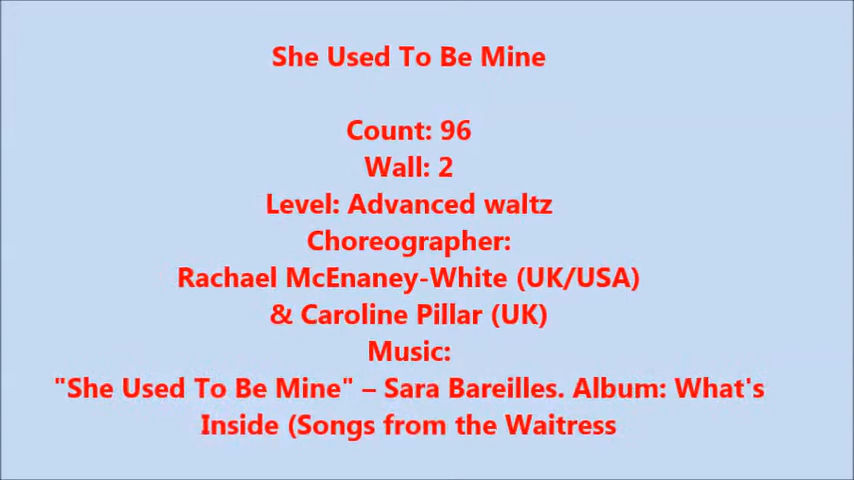 She Used To Be Mine
Count: 96
Wall: 2
Level: Advanced waltz
Choreographer:
Rachael McEnaney-White (UK/USA)
& Caroline Pillar (UK)
Music:
"She Used To Be Mine" – Sara Bareilles. Album: What's
Inside (Songs from the Waitress